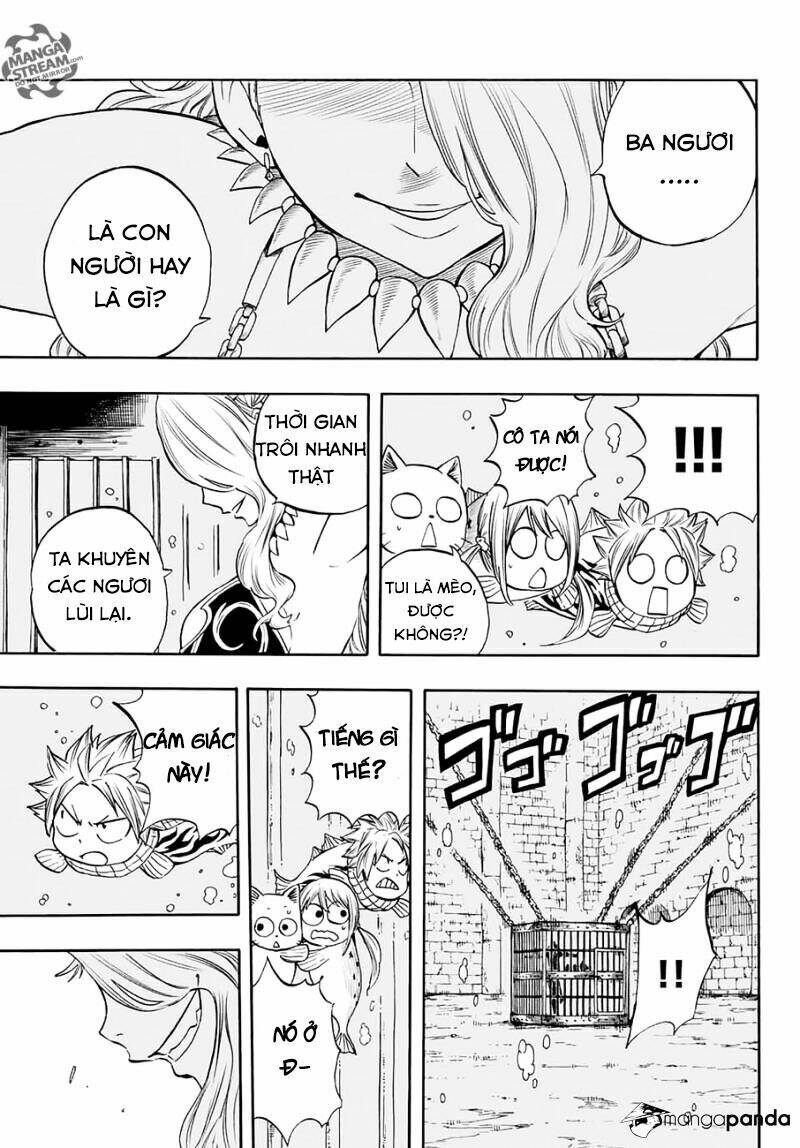 MANGA
STREAM.com
DO NOT MIRROR
BA NGƯƠI
.....
LÀ CON
NGƯỜI HAY
LÀ GÌ?
!!!
CÔ TA NÓI
ĐƯỢC!
TUI LÀ MÈO,
ĐƯỢC
KHÔNG?!
THỜI GIAN
TRÔI NHANH
THẬT
TA KHUYÊN
CÁC NGƯƠI
LÙI LẠI.
ゴゴゴゴ
!!
TIẾNG GÌ
THẾ?
NÓ Ở
Đ-
CẢM GIÁC
NÀY!
mangapanda